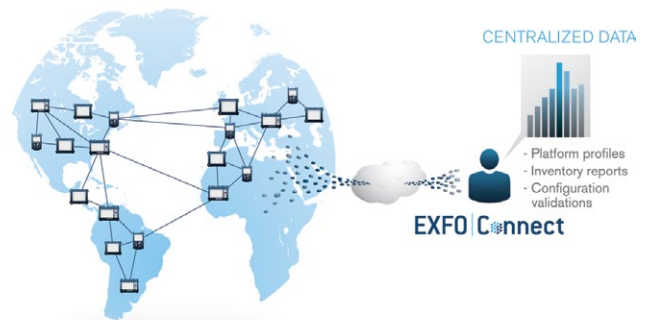 CENTRALIZED DATA
- Platform profiles
- Inventory reports
- Configuration
validations
EXFO Connect